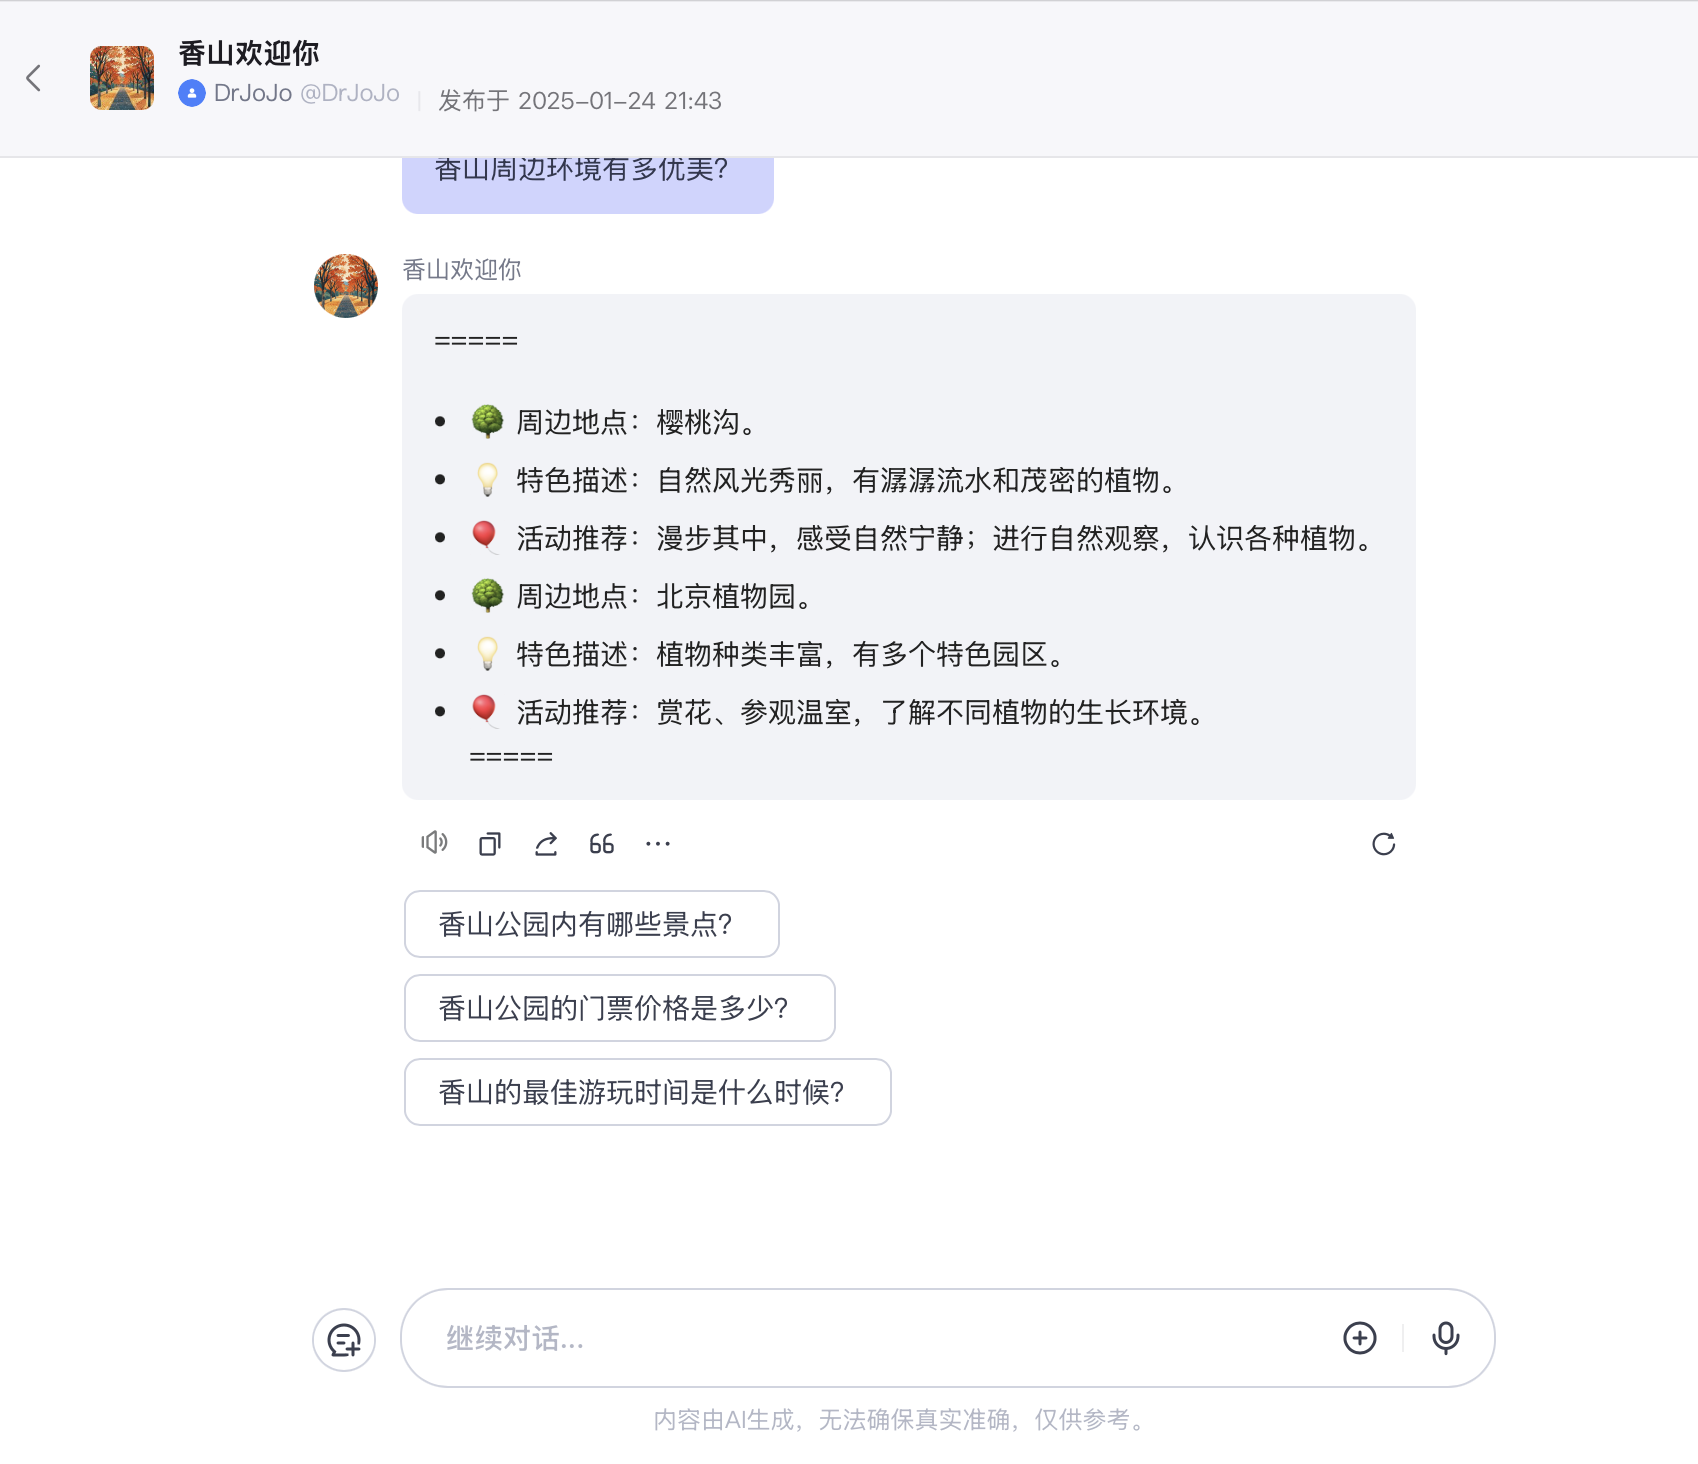 香山欢迎你
DrJoJo @DrJoJo
发布于 2025-01-24 21:43
香山周边环境有多优美?
香山欢迎你
=====
• 🌳 周边地点：樱桃沟。
• 💡 特色描述：自然风光秀丽，有潺潺流水和茂密的植物。
• 🎈 活动推荐：漫步其中，感受自然宁静；进行自然观察，认识各种植物。
• 🌳 周边地点：北京植物园。
• 💡 特色描述：植物种类丰富，有多个特色园区。
• 🎈 活动推荐：赏花、参观温室，了解不同植物的生长环境。
=====
香山公园内有哪些景点?
香山公园的门票价格是多少?
香山的最佳游玩时间是什么时候?
继续对话...
内容由AI生成，无法确保真实准确，仅供参考。